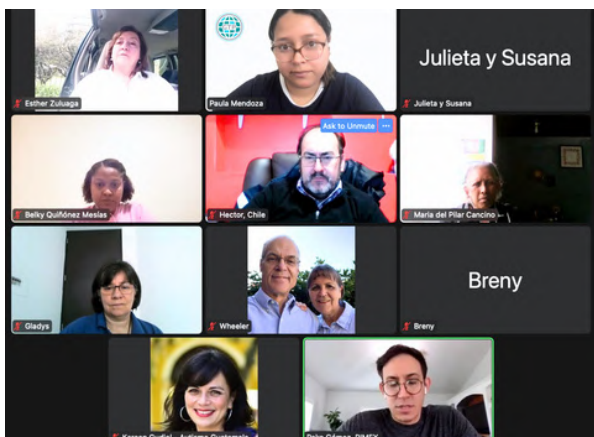 Esther Zuluaga
Paula Mendoza
Julieta y Susana
Julieta y Susana
Belky Quiñónez Mesías
Ask to Unmute
Hector, Chile
Maria del Pilar Cancino
Gladys
Wheeler
Breny
Breny